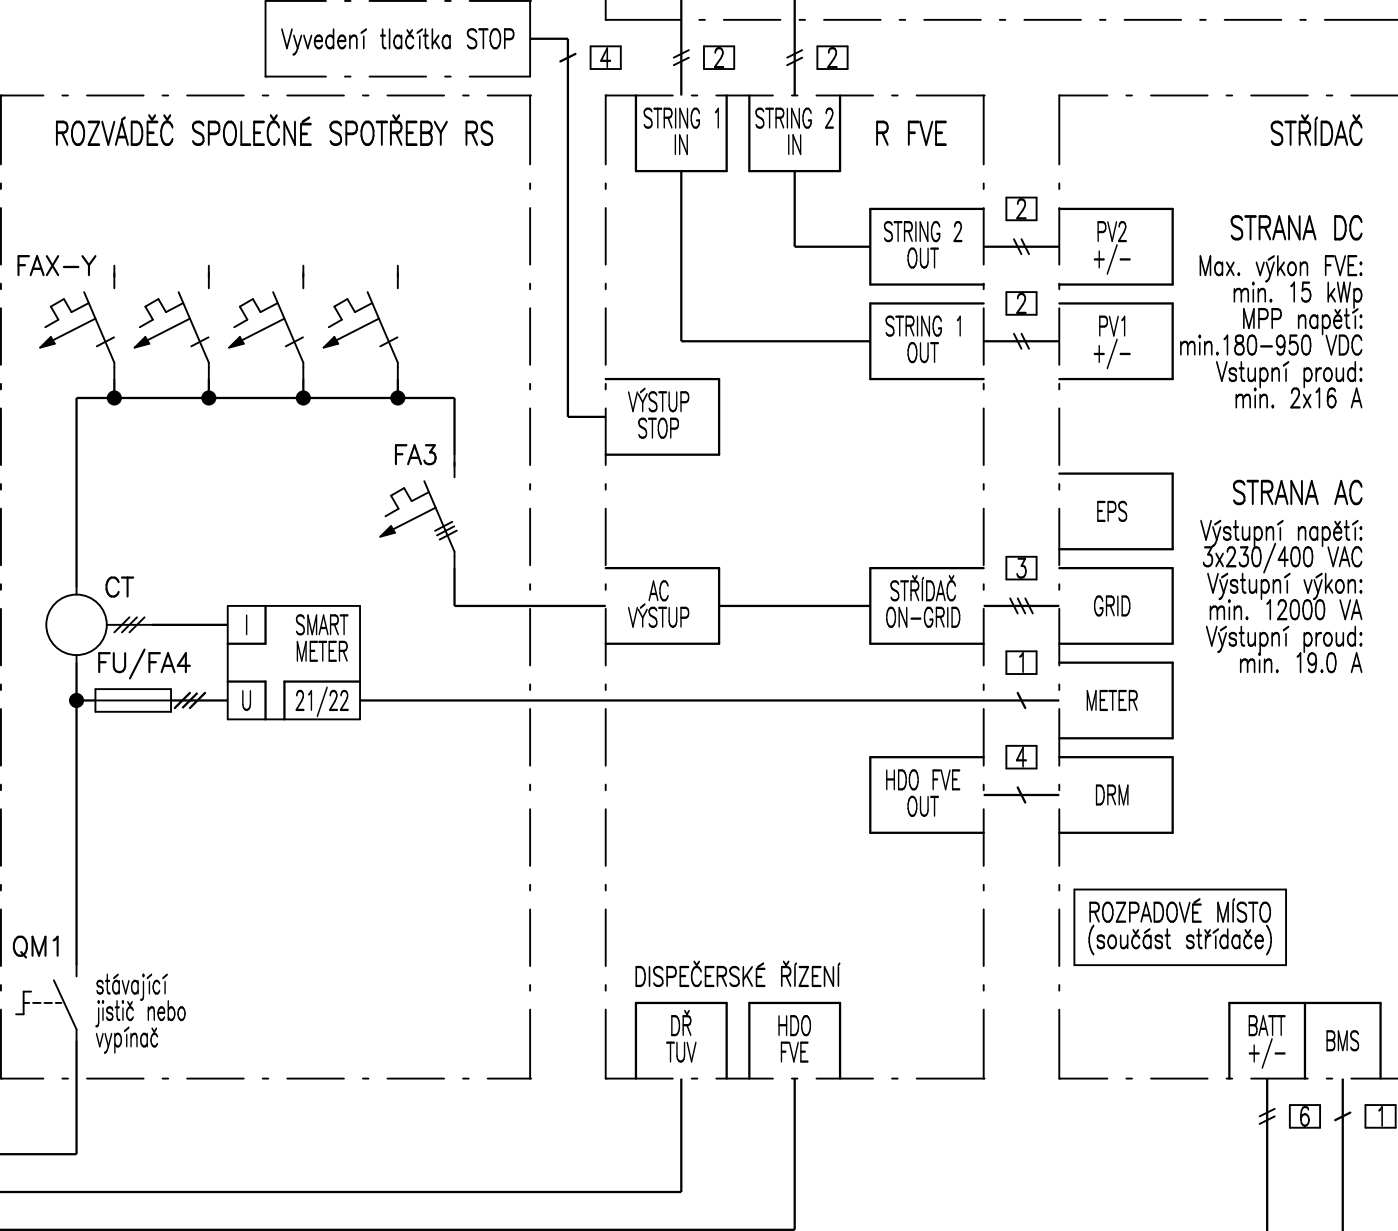 Vyvedení tlačítka STOP
4
2
2
ROZVÁDĚČ SPOLEČNÉ SPOTŘEBY RS
STRING 1
IN
STRING 2
IN
R FVE
STŘÍDAČ
STRING 2
OUT
2
PV2
+/-
STRING 1
OUT
2
PV1
+/-
STRANA DC
Max. výkon FVE:
min. 15 kWp
MPP napětí:
min.180-950 VDC
Vstupní proud:
min. 2x16 A
FAX-Y
VÝSTUP
STOP
FA3
EPS
STRANA AC
Výstupní napětí:
3x230/400 VAC
Výstupní výkon:
min. 12000 VA
Výstupní proud:
min. 19.0 A
CT
I
SMART
METER
FU/FA4
U
21/22
AC
VÝSTUP
STŘÍDAČ
ON-GRID
3
GRID
1
METER
HDO FVE
OUT
4
DRM
ROZPADOVÉ MÍSTO
(součást střídače)
QM1
stávající
jistič nebo
vypínač
DISPEČERSKÉ ŘÍZENÍ
DŘ
TUV
HDO
FVE
BATT
+/-
BMS
6
1